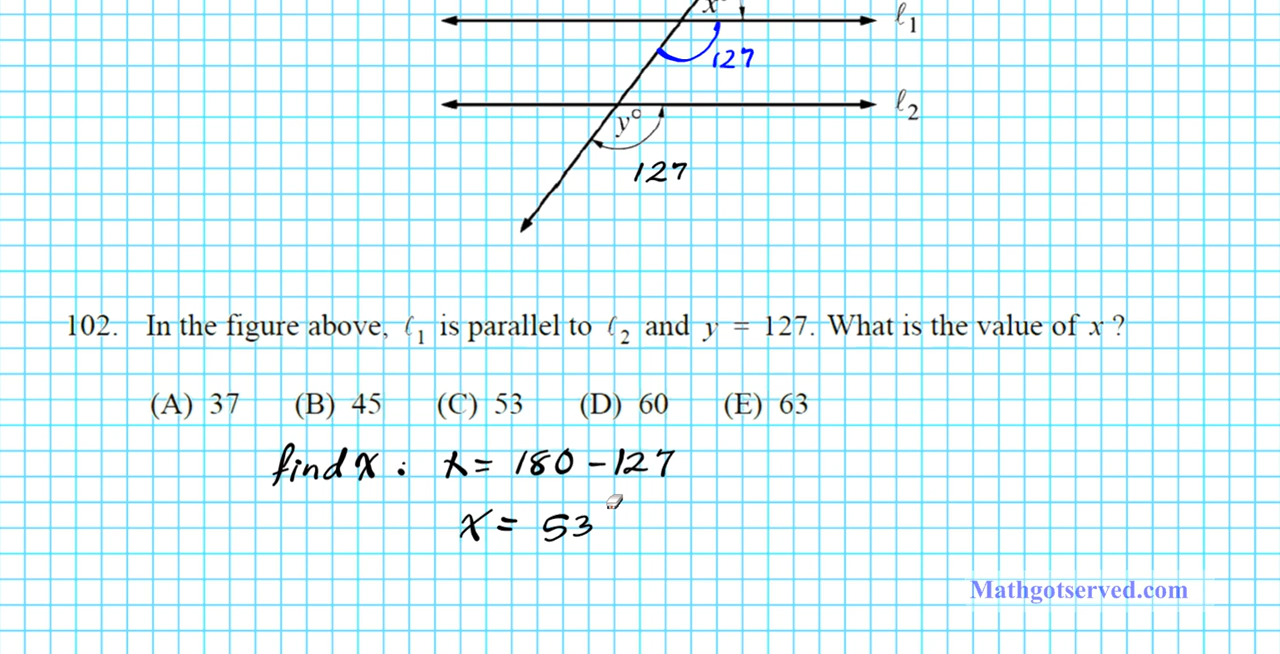 x°
ℓ1
127
ℓ2
y°
127
102. In the figure above, ℓ1 is parallel to ℓ2 and y = 127. What is the value of x ?
(A) 37 (B) 45 (C) 53 (D) 60 (E) 63
find x : x = 180 - 127
x = 53
Mathgotserved.com